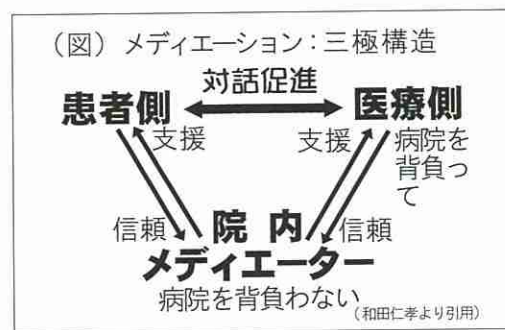 (図) メディエーション：三極構造
対話促進
患者側
医療側
支援
支援
病院を
背負っ
て
信頼
院内
信頼
メディエーター
病院を背負わない
(和田仁孝より引用)